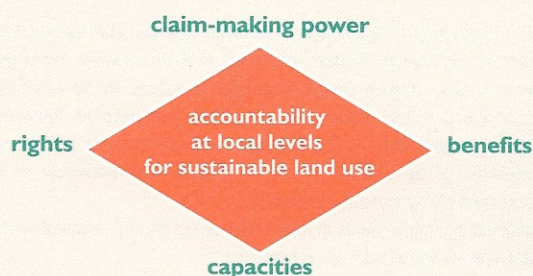 claim-making power
accountability
rights
at local levels
benefits
for sustainable land use
capacities